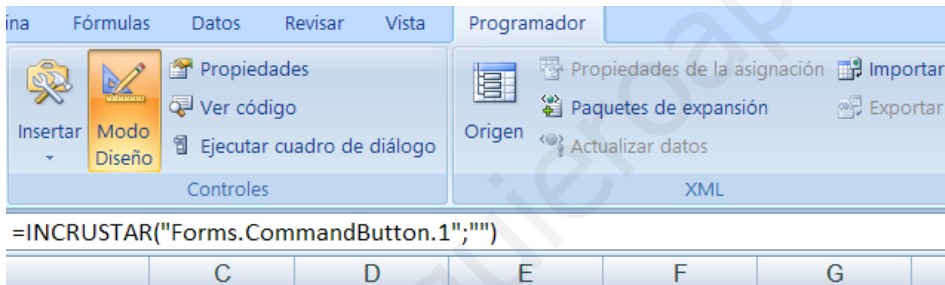 ina Fórmulas Datos Revisar Vista Programador
Insertar
Modo
Diseño
Propiedades
Ver código
Ejecutar cuadro de diálogo
Controles
Origen
Propiedades de la asignación
Paquetes de expansión
Actualizar datos
Importar
Exportar
XML
=INCRUSTAR("Forms.CommandButton.1";"")
C D E F G